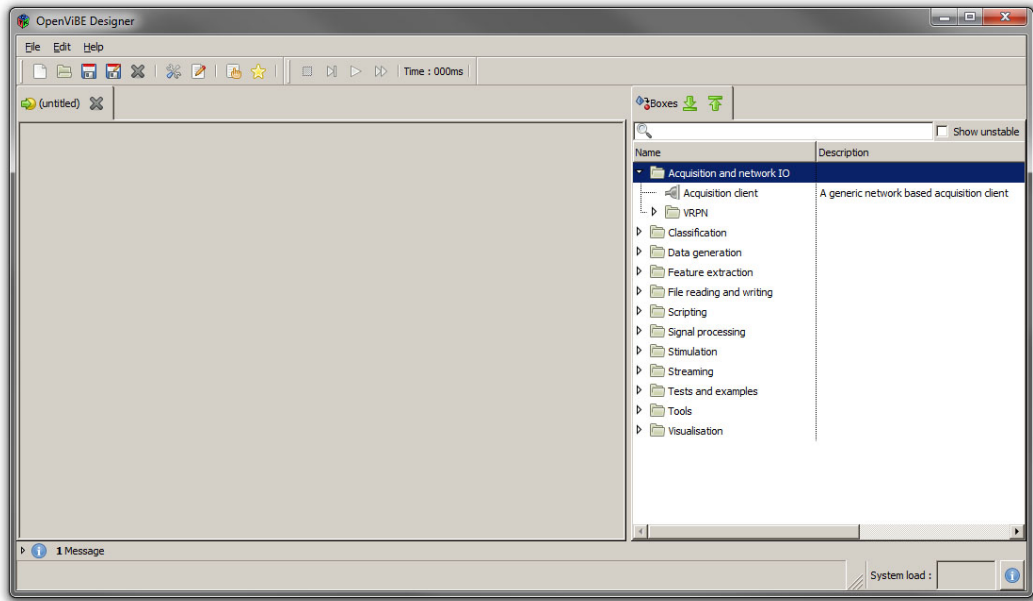 OpenViBE Designer
File Edit Help
Time : 000ms
(untitled)
Boxes
Show unstable
Name Description
Acquisition and network IO
Acquisition client A generic network based acquisition client
VRPN
Classification
Data generation
Feature extraction
File reading and writing
Scripting
Signal processing
Stimulation
Streaming
Tests and examples
Tools
Visualisation
1 Message
System load :